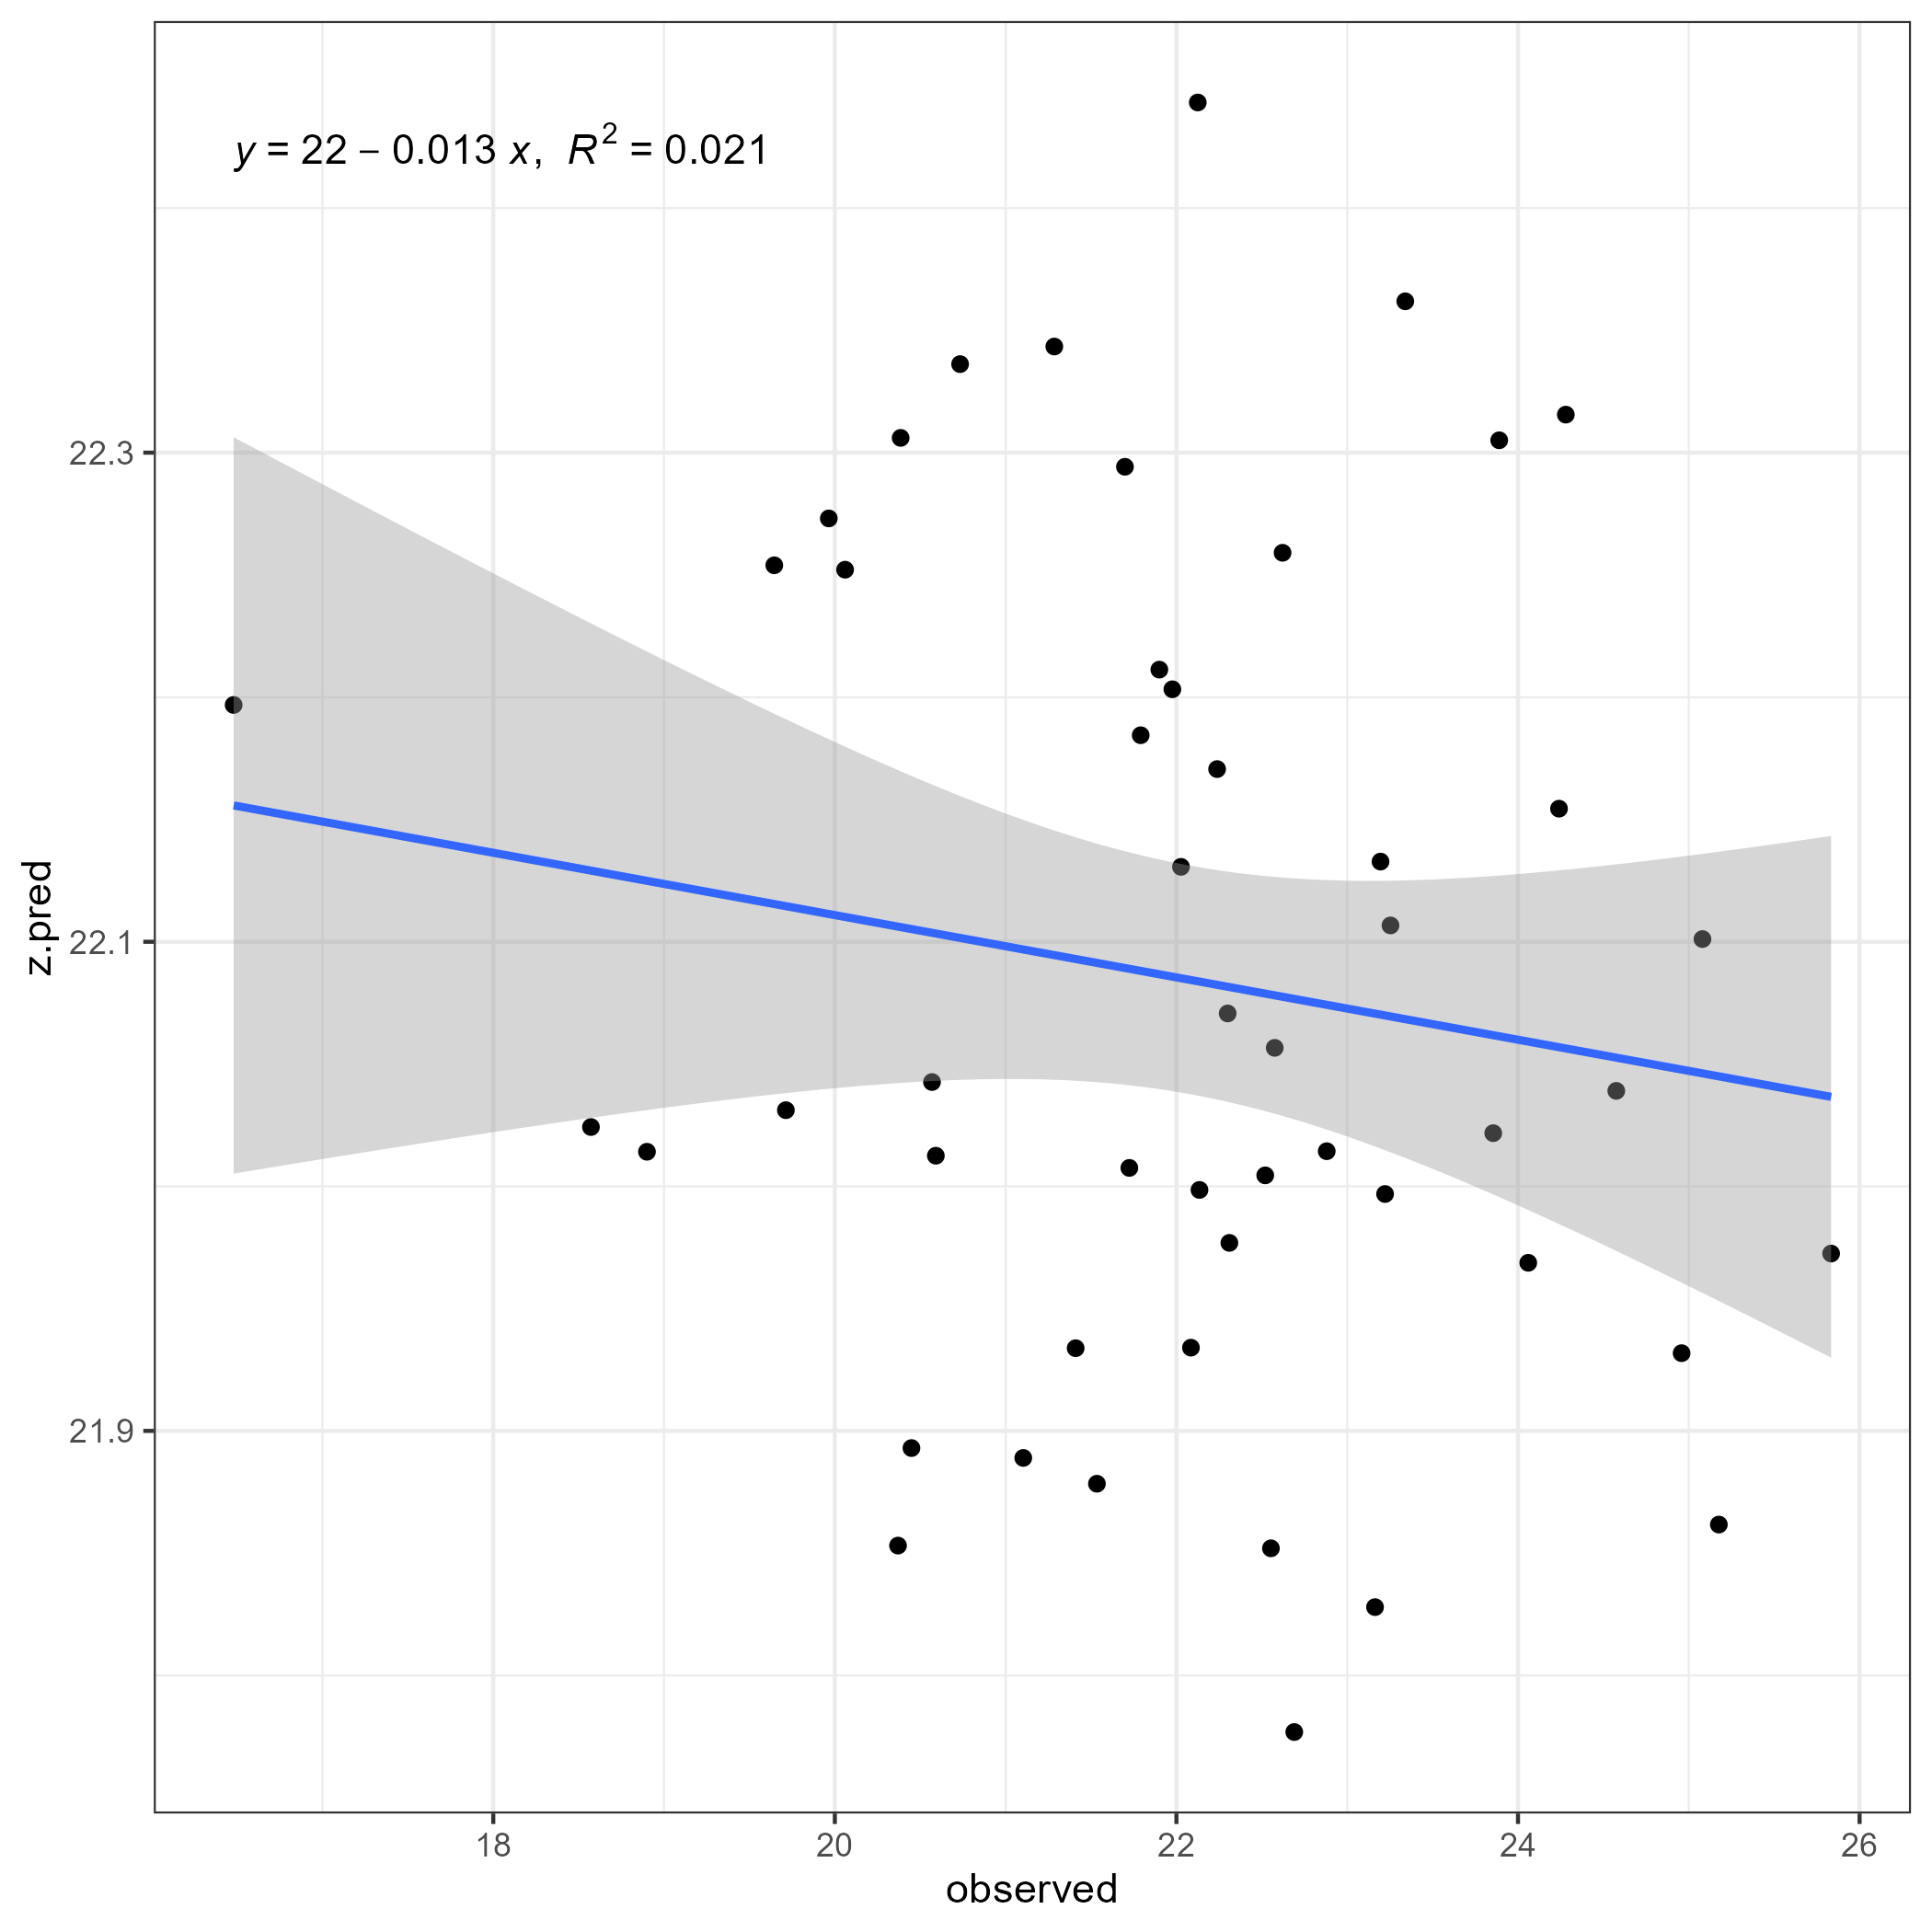 y = 22 – 0.013 x, R² = 0.021
22.3
22.1
21.9
z.pred
18 20 22 24 26
observed